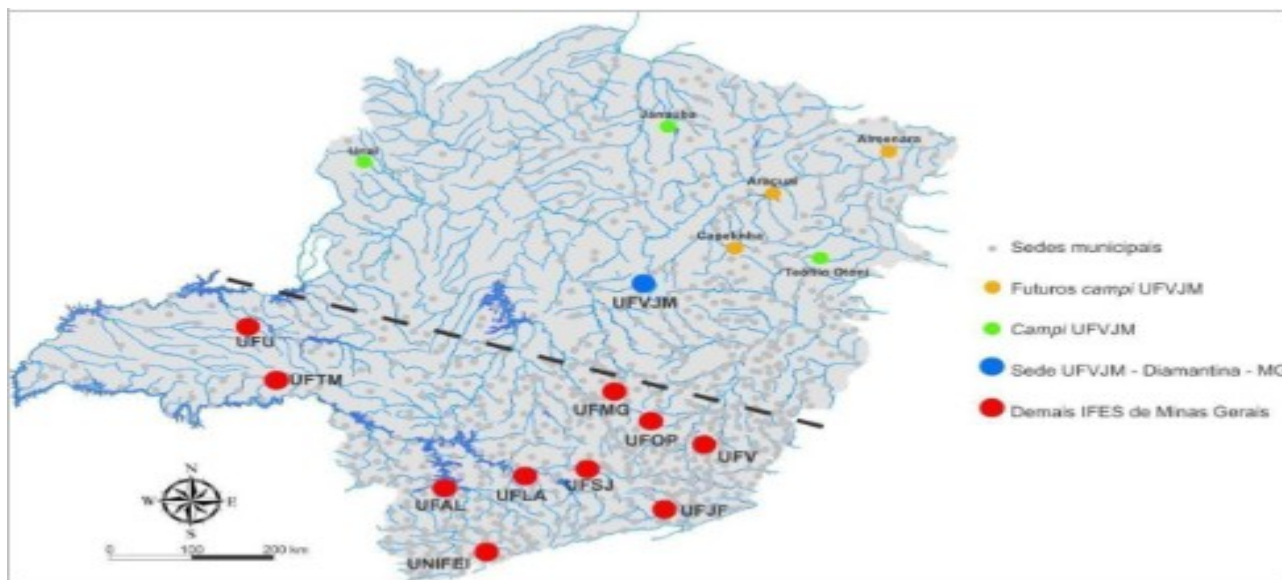 Janaúba
Almenara
Unaí
Araçuaí
Capelinha
Teófilo Otoni
UFVJM
UFU
UFTM
UFMG
UFOP
UFV
UFSJ
UFLA
UFAL
UFJF
UNIFEI
Sedes municipais
Futuros campi UFVJM
Campi UFVJM
Sede UFVJM - Diamantina - MG
Demais IFES de Minas Gerais
N
W E
S
0 100 200 km